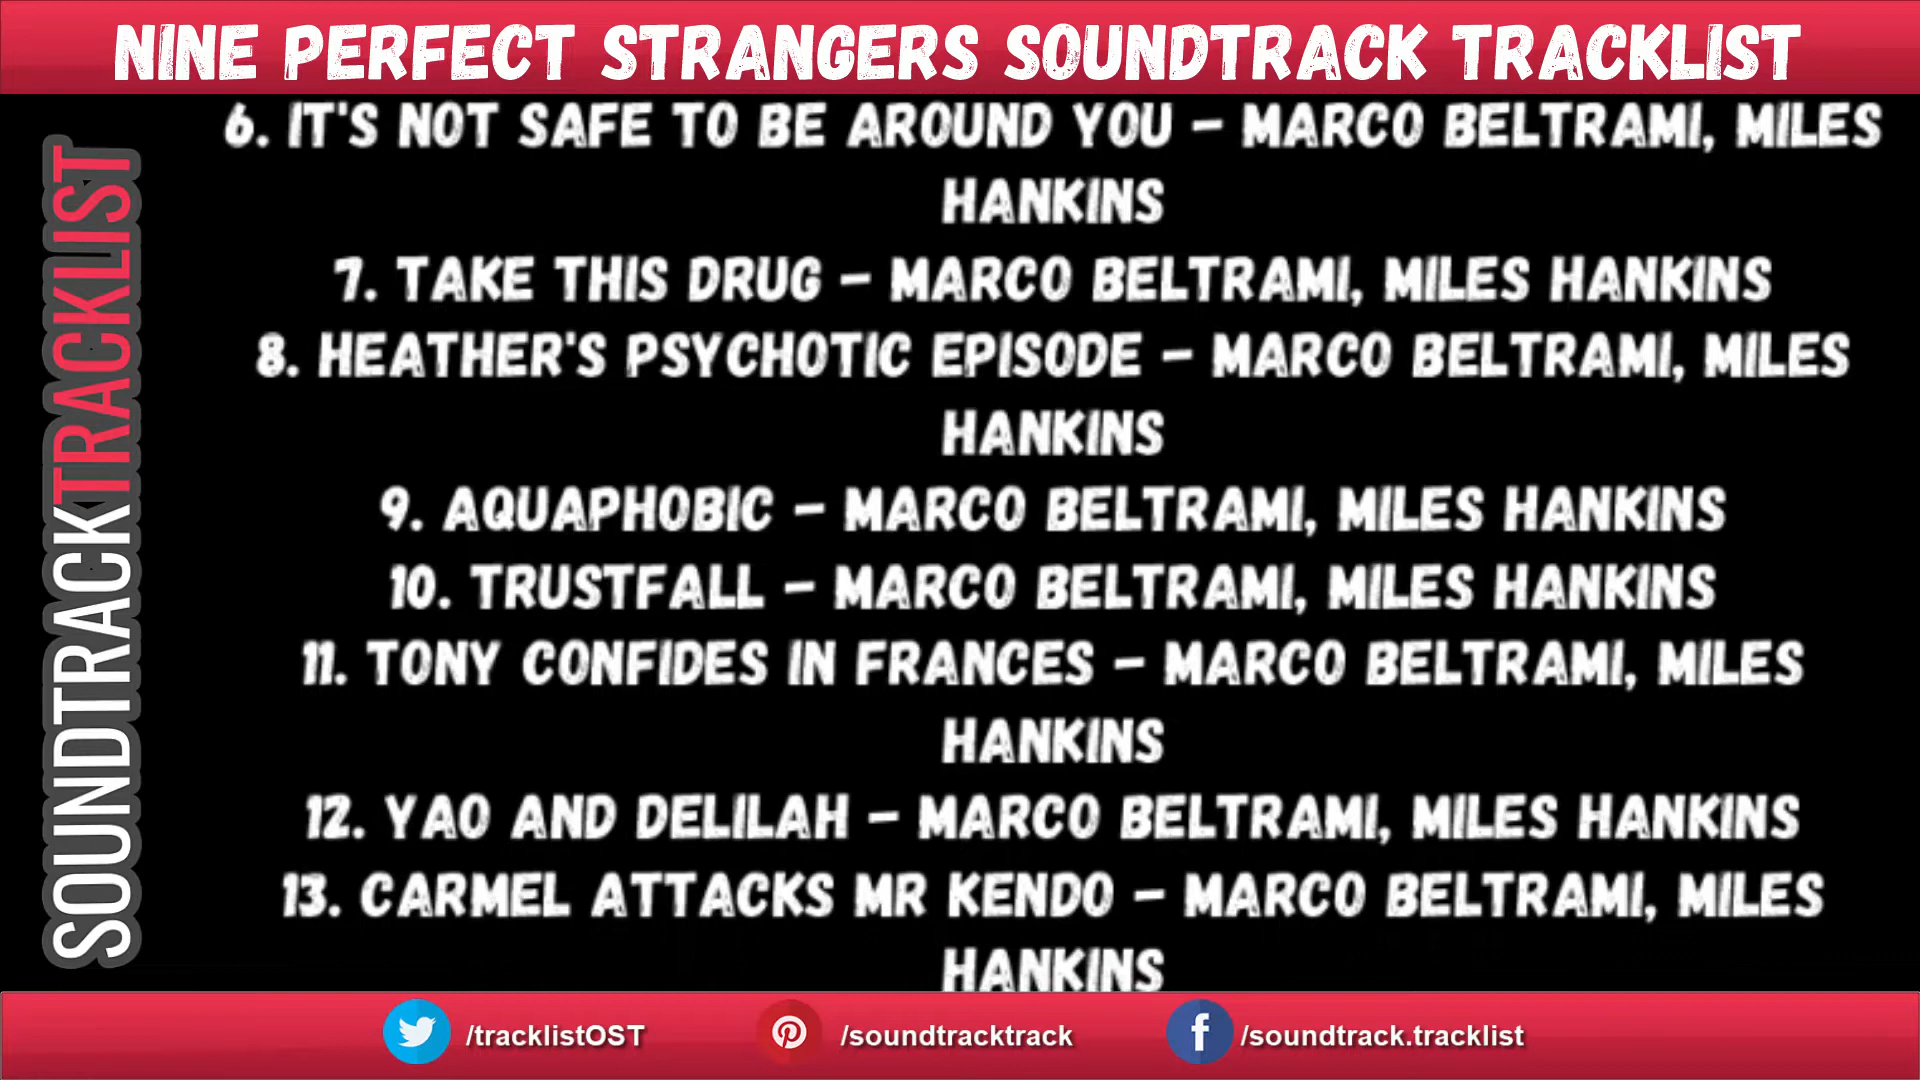 NINE PERFECT STRANGERS SOUNDTRACK TRACKLIST
SOUNDTRACKTRACKLIST
6. IT'S NOT SAFE TO BE AROUND YOU – MARCO BELTRAMI, MILES
HANKINS
7. TAKE THIS DRUG – MARCO BELTRAMI, MILES HANKINS
8. HEATHER'S PSYCHOTIC EPISODE – MARCO BELTRAMI, MILES
HANKINS
9. AQUAPHOBIC – MARCO BELTRAMI, MILES HANKINS
10. TRUSTFALL – MARCO BELTRAMI, MILES HANKINS
11. TONY CONFIDES IN FRANCES – MARCO BELTRAMI, MILES
HANKINS
12. YAO AND DELILAH – MARCO BELTRAMI, MILES HANKINS
13. CARMEL ATTACKS MR KENDO – MARCO BELTRAMI, MILES
HANKINS
/tracklistOST /soundtracktrack /soundtrack.tracklist